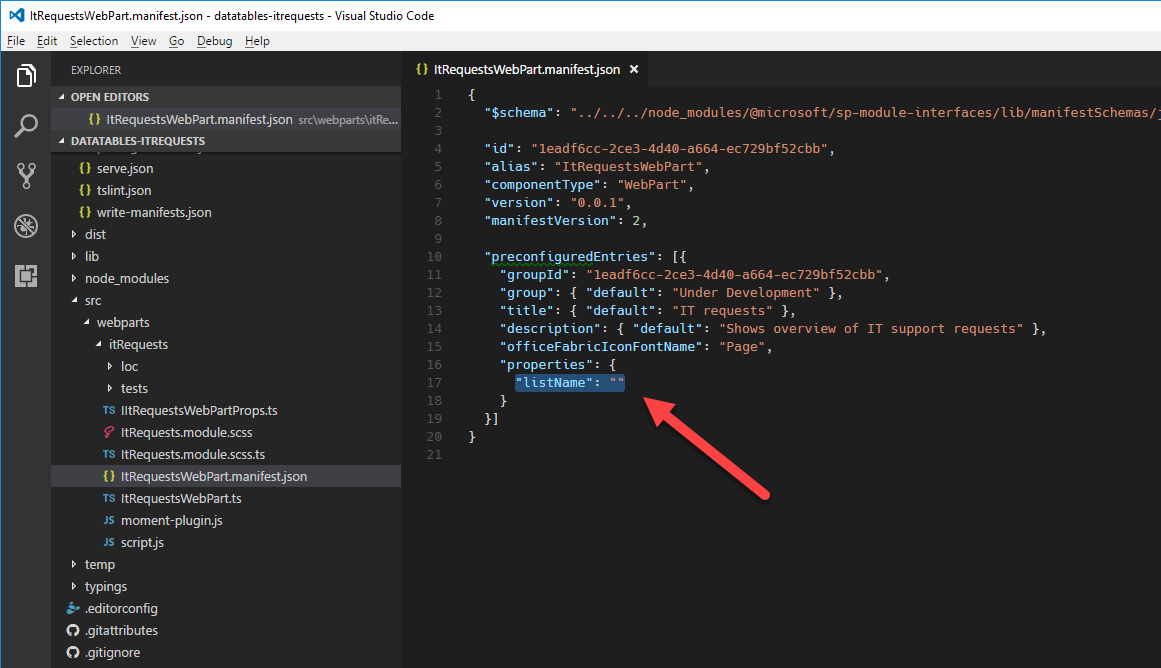 ItRequestsWebPart.manifest.json - datatables-itrequests - Visual Studio Code
File Edit Selection View Go Debug Help
EXPLORER
OPEN EDITORS
{} ItRequestsWebPart.manifest.json src\webparts\itRe...
DATATABLES-ITREQUESTS
{} serve.json
{} tslint.json
{} write-manifests.json
dist
lib
node_modules
src
webparts
itRequests
loc
tests
TS IItRequestsWebPartProps.ts
ItRequests.module.scss
TS ItRequests.module.scss.ts
{} ItRequestsWebPart.manifest.json
TS ItRequestsWebPart.ts
JS moment-plugin.js
JS script.js
temp
typings
.editorconfig
.gitattributes
.gitignore
{} ItRequestsWebPart.manifest.json ×
1 {
2 "$schema": "../../../node_modules/@microsoft/sp-module-interfaces/lib/manifestSchemas/j
3
4 "id": "1eadf6cc-2ce3-4d40-a664-ec729bf52cbb",
5 "alias": "ItRequestsWebPart",
6 "componentType": "WebPart",
7 "version": "0.0.1",
8 "manifestVersion": 2,
9
10 "preconfiguredEntries": [{
11 "groupId": "1eadf6cc-2ce3-4d40-a664-ec729bf52cbb",
12 "group": { "default": "Under Development" },
13 "title": { "default": "IT requests" },
14 "description": { "default": "Shows overview of IT support requests" },
15 "officeFabricIconFontName": "Page",
16 "properties": {
17 "listName": ""
18 }
19 }]
20 }
21